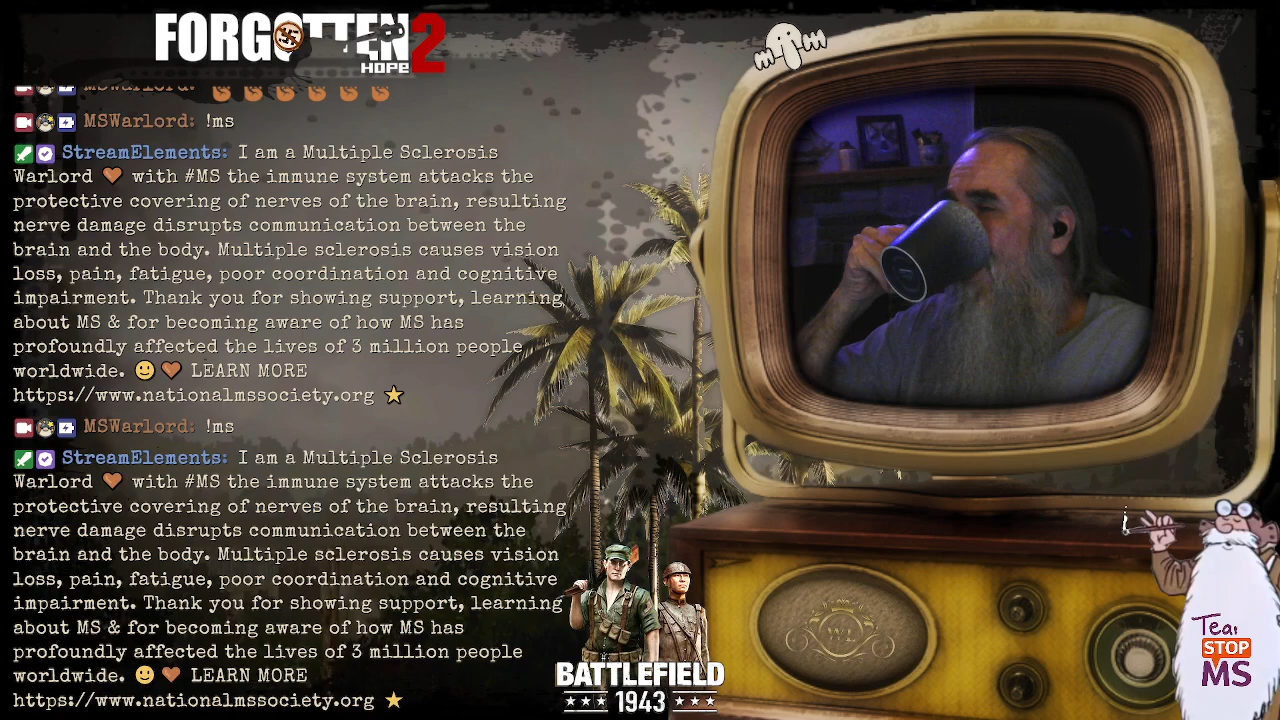 FORGOTTEN
HOPE 2
MSWarlord:
MSWarlord: !ms
StreamElements: I am a Multiple Sclerosis
Warlord 🧡 with #MS the immune system attacks the
protective covering of nerves of the brain, resulting
nerve damage disrupts communication between the
brain and the body. Multiple sclerosis causes vision
loss, pain, fatigue, poor coordination and cognitive
impairment. Thank you for showing support, learning
about MS & for becoming aware of how MS has
profoundly affected the lives of 3 million people
worldwide. 🙂 🧡 LEARN MORE
https://www.nationalmssociety.org ⭐
MSWarlord: !ms
StreamElements: I am a Multiple Sclerosis
Warlord 🧡 with #MS the immune system attacks the
protective covering of nerves of the brain, resulting
nerve damage disrupts communication between the
brain and the body. Multiple sclerosis causes vision
loss, pain, fatigue, poor coordination and cognitive
impairment. Thank you for showing support, learning
about MS & for becoming aware of how MS has
profoundly affected the lives of 3 million people
worldwide. 🙂 🧡 LEARN MORE
https://www.nationalmssociety.org ⭐
BATTLEFIELD
1943
WL
STOP
MS